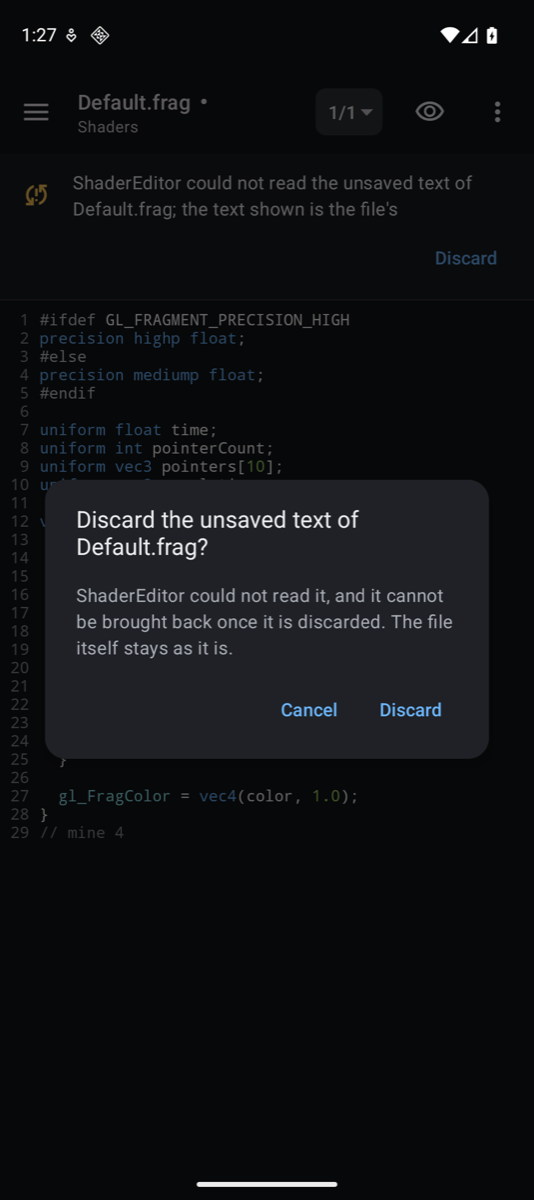 1:27
Default.frag •
Shaders
1/1
ShaderEditor could not read the unsaved text of
Default.frag; the text shown is the file's
Discard
1 #ifdef GL_FRAGMENT_PRECISION_HIGH
2 precision highp float;
3 #else
4 precision mediump float;
5 #endif
6
7 uniform float time;
8 uniform int pointerCount;
9 uniform vec3 pointers[10];
10
11
12
13
14
15
16
17
18
19
20
21
22
23
24
25 }
26
27 gl_FragColor = vec4(color, 1.0);
28 }
29 // mine 4
Discard the unsaved text of
Default.frag?
ShaderEditor could not read it, and it cannot
be brought back once it is discarded. The file
itself stays as it is.
Cancel Discard